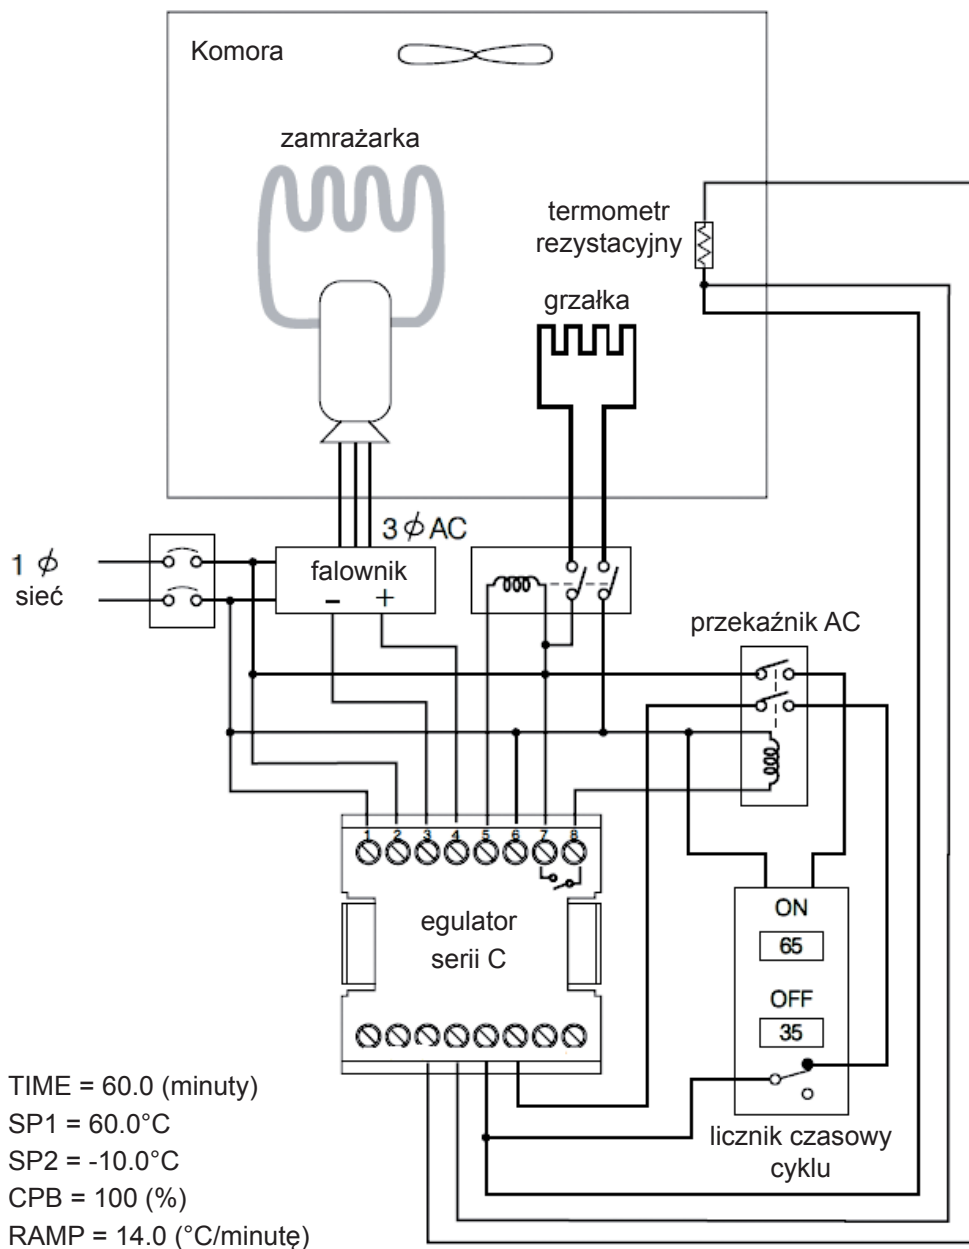 Komora
zamrażarka
termometr
rezystacyjny
grzałka
3 ϕ AC
1 ϕ
sieć
falownik
− +
przekaźnik AC
1 2 3 4 5 6 7 8
egulator
serii C
ON
65
OFF
35
licznik czasowy
cyklu
TIME = 60.0 (minuty)
SP1 = 60.0°C
SP2 = -10.0°C
CPB = 100 (%)
RAMP = 14.0 (°C/minutę)